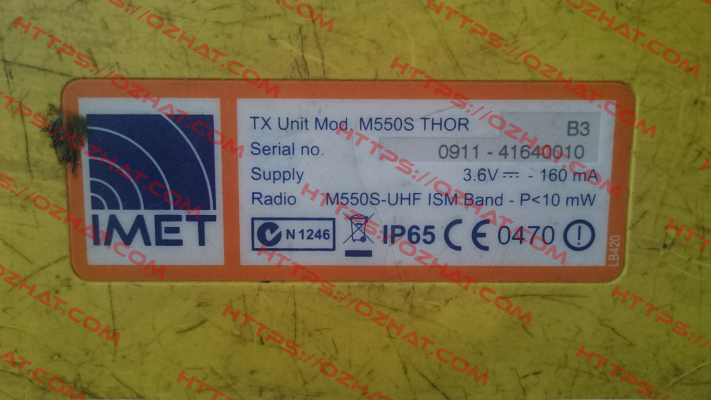 IMET
TX Unit Mod. M550S THOR B3
Serial no. 0911 - 41640010
Supply 3.6V⎓ - 160 mA
Radio M550S-UHF ISM Band - P<10 mW
N 1246 IP65 CE 0470
LB420
HTTPS://OZHAT.COM